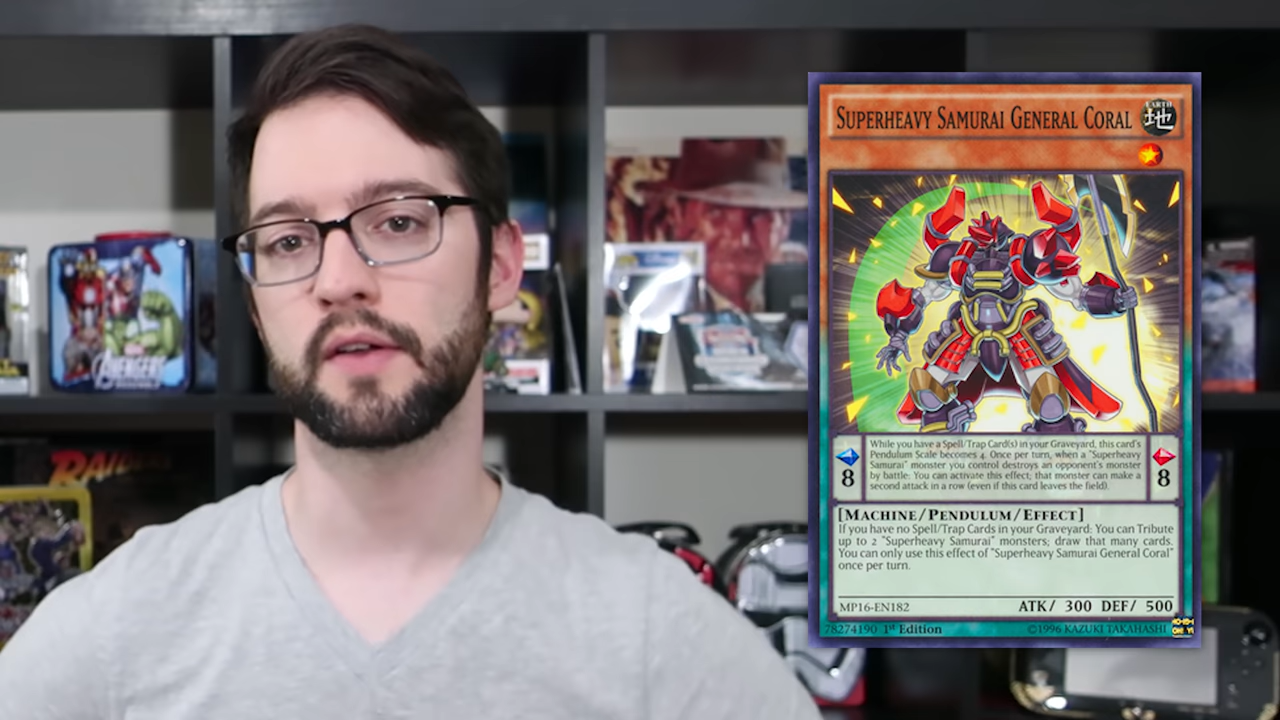 SUPERHEAVY SAMURAI GENERAL CORAL
EARTH
地
While you have a Spell/Trap Card(s) in your Graveyard, this card's
Pendulum Scale becomes 4. Once per turn, when a "Superheavy
Samurai" monster you control destroys an opponent's monster
by battle: You can activate this effect; that monster can make a
second attack in a row (even if this card leaves the field).
8
8
[MACHINE/PENDULUM/EFFECT]
If you have no Spell/Trap Cards in your Graveyard: You can Tribute
up to 2 "Superheavy Samurai" monsters; draw that many cards.
You can only use this effect of "Superheavy Samurai General Coral"
once per turn.
MP16-EN182
ATK/ 300 DEF/ 500
78274190 1st Edition
©1996 KAZUKI TAKAHASHI
AVENGERS
RAID